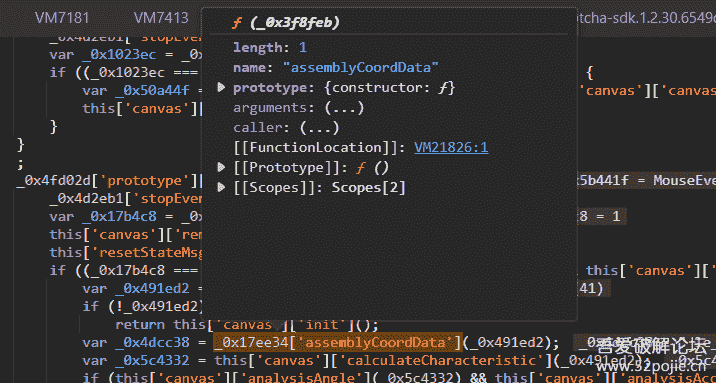 VM7181
VM7413
otcha-sdk.1.2.30.6549
ƒ (_0x3f8feb)
length: 1
name: "assemblyCoordData"
prototype: {constructor: ƒ}
arguments: (...)
caller: (...)
[[FunctionLocation]]: VM21826:1
[[Prototype]]: ƒ ()
[[Scopes]]: Scopes[2]
_0x4d2eb1['stopEve
var _0x1023ec = _0x
if ((_0x1023ec === {
var _0x50a44f = 'canvas']['canvas
this['canvas'][
}
}
;
_0x4fd02d['prototype'][ 5b441f = MouseEve
_0x4d2eb1['stopEver
var _0x17b4c8 = _0x 8 = 1
this['canvas']['rem
this['resetStateMsg
if ((_0x17b4c8 === this['canvas']['
var _0x491ed2 = 41)
if (!_0x491ed2)
return this['canvas']['init']();
var _0x4dcc38 = _0x17ee34['assemblyCoordData'](_0x491ed2);
吾爱破解论坛
var _0x5c4332 = this['canvas']['calculateCharacteristic'](_0x491ed2);
www.52pojie.cn
if (this['canvas']['analysisAngle'](_0x5c4332) && this['canvas']['analysisAcc